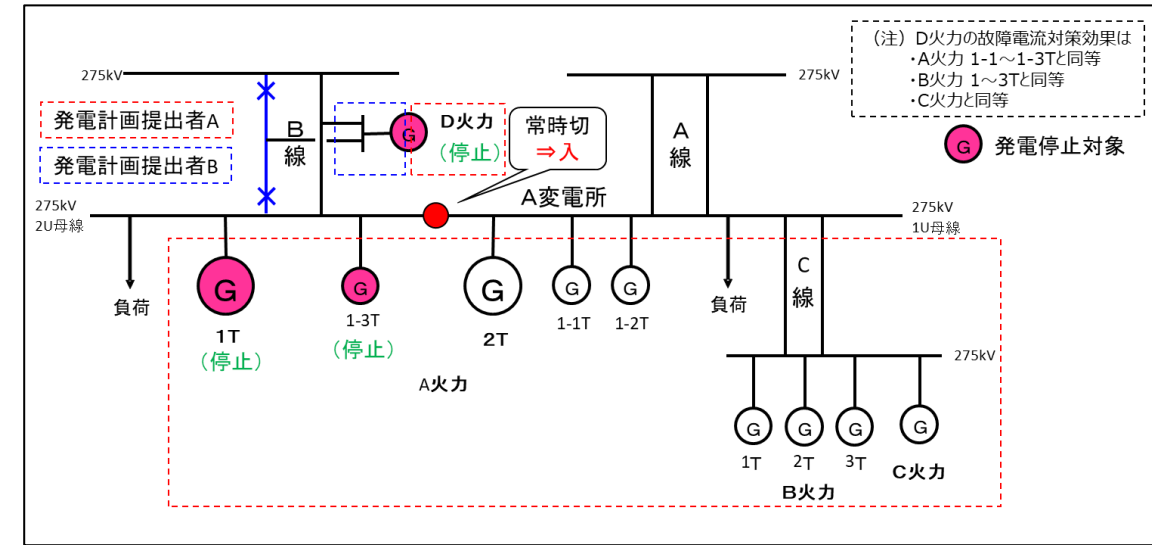 275kV
発電計画提出者A
発電計画提出者B
B
線
G
D火力
(停止)
常時切
⇒入
275kV
A
線
(注) D火力の故障電流対策効果は
・A火力 1-1~1-3Tと同等
・B火力 1~3Tと同等
・C火力と同等
G
発電停止対象
A変電所
275kV
2U母線
275kV
1U母線
負荷
G
1T
(停止)
G
1-3T
(停止)
G
2T
G
1-1T
G
1-2T
負荷
C
線
A火力
275kV
G
1T
G
2T
G
3T
G
C火力
B火力